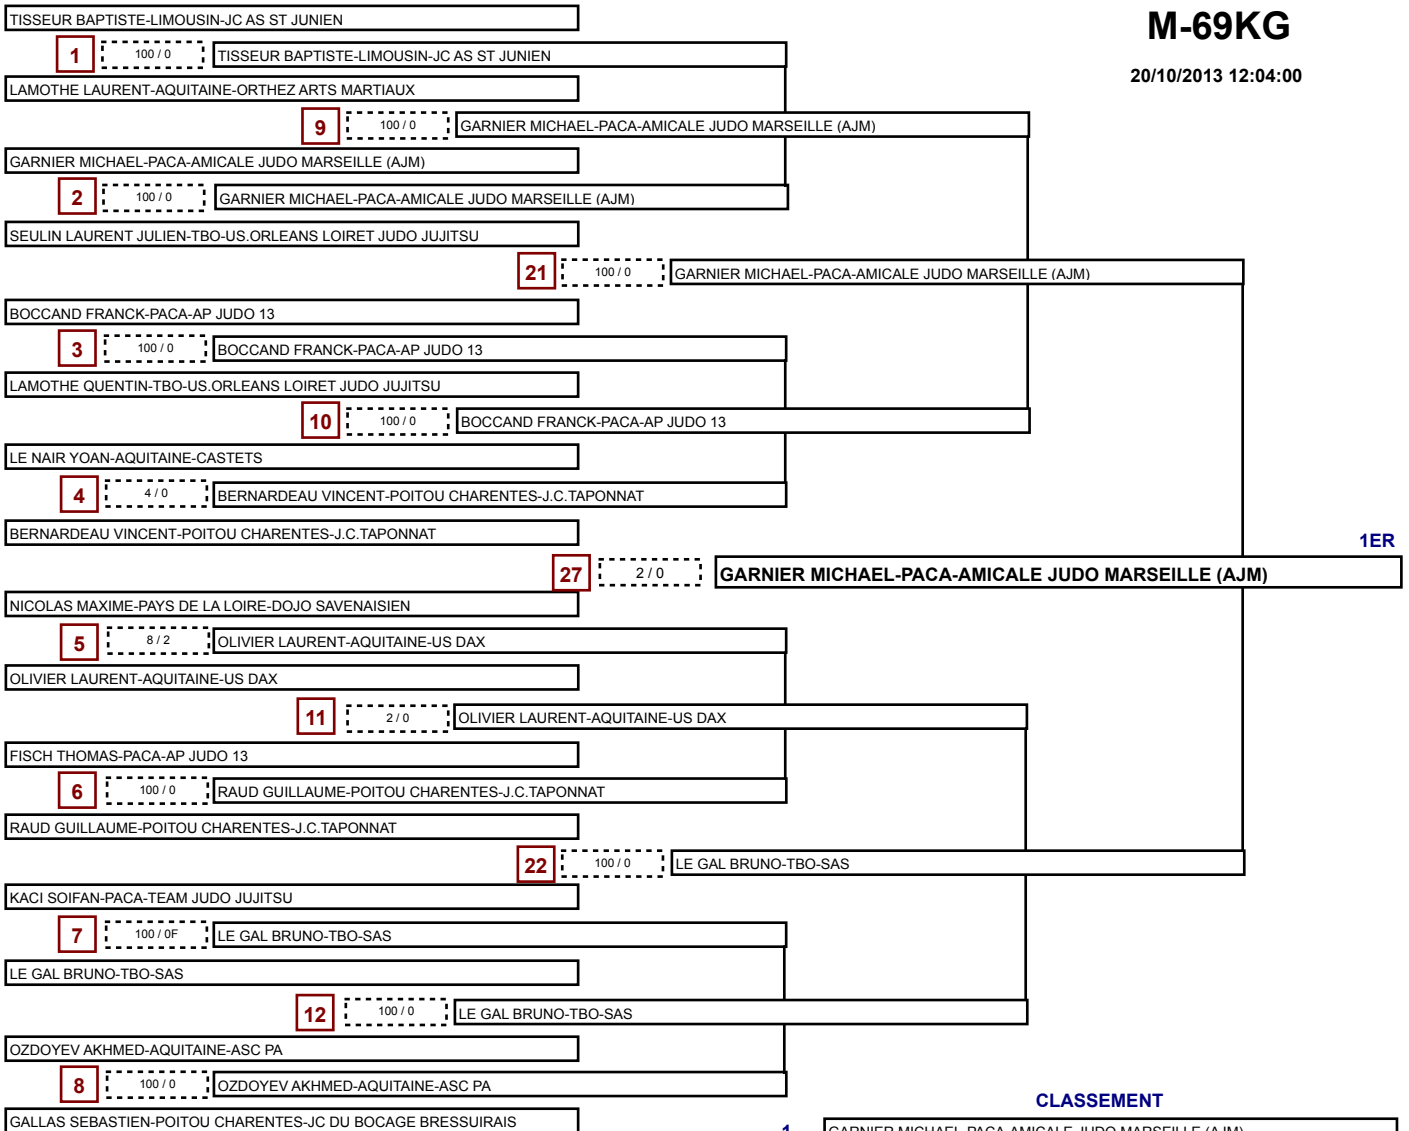 TISSEUR BAPTISTE-LIMOUSIN-JC AS ST JUNIEN
M-69KG
1 100 / 0 TISSEUR BAPTISTE-LIMOUSIN-JC AS ST JUNIEN
20/10/2013 12:04:00
LAMOTHE LAURENT-AQUITAINE-ORTHEZ ARTS MARTIAUX
9 100 / 0 GARNIER MICHAEL-PACA-AMICALE JUDO MARSEILLE (AJM)
GARNIER MICHAEL-PACA-AMICALE JUDO MARSEILLE (AJM)
2 100 / 0 GARNIER MICHAEL-PACA-AMICALE JUDO MARSEILLE (AJM)
SEULIN LAURENT JULIEN-TBO-US.ORLEANS LOIRET JUDO JUJITSU
21 100 / 0 GARNIER MICHAEL-PACA-AMICALE JUDO MARSEILLE (AJM)
BOCCAND FRANCK-PACA-AP JUDO 13
3 100 / 0 BOCCAND FRANCK-PACA-AP JUDO 13
LAMOTHE QUENTIN-TBO-US.ORLEANS LOIRET JUDO JUJITSU
10 100 / 0 BOCCAND FRANCK-PACA-AP JUDO 13
LE NAIR YOAN-AQUITAINE-CASTETS
4 4 / 0 BERNARDEAU VINCENT-POITOU CHARENTES-J.C.TAPONNAT
BERNARDEAU VINCENT-POITOU CHARENTES-J.C.TAPONNAT
1ER
27 2 / 0 GARNIER MICHAEL-PACA-AMICALE JUDO MARSEILLE (AJM)
NICOLAS MAXIME-PAYS DE LA LOIRE-DOJO SAVENAISIEN
5 8 / 2 OLIVIER LAURENT-AQUITAINE-US DAX
OLIVIER LAURENT-AQUITAINE-US DAX
11 2 / 0 OLIVIER LAURENT-AQUITAINE-US DAX
FISCH THOMAS-PACA-AP JUDO 13
6 100 / 0 RAUD GUILLAUME-POITOU CHARENTES-J.C.TAPONNAT
RAUD GUILLAUME-POITOU CHARENTES-J.C.TAPONNAT
22 100 / 0 LE GAL BRUNO-TBO-SAS
KACI SOIFAN-PACA-TEAM JUDO JUJITSU
7 100 / 0F LE GAL BRUNO-TBO-SAS
LE GAL BRUNO-TBO-SAS
12 100 / 0 LE GAL BRUNO-TBO-SAS
OZDOYEV AKHMED-AQUITAINE-ASC PA
8 100 / 0 OZDOYEV AKHMED-AQUITAINE-ASC PA
CLASSEMENT
GALLAS SEBASTIEN-POITOU CHARENTES-JC DU BOCAGE BRESSUIRAIS
1 GARNIER MICHAEL-PACA-AMICALE JUDO MARSEILLE (AJM)